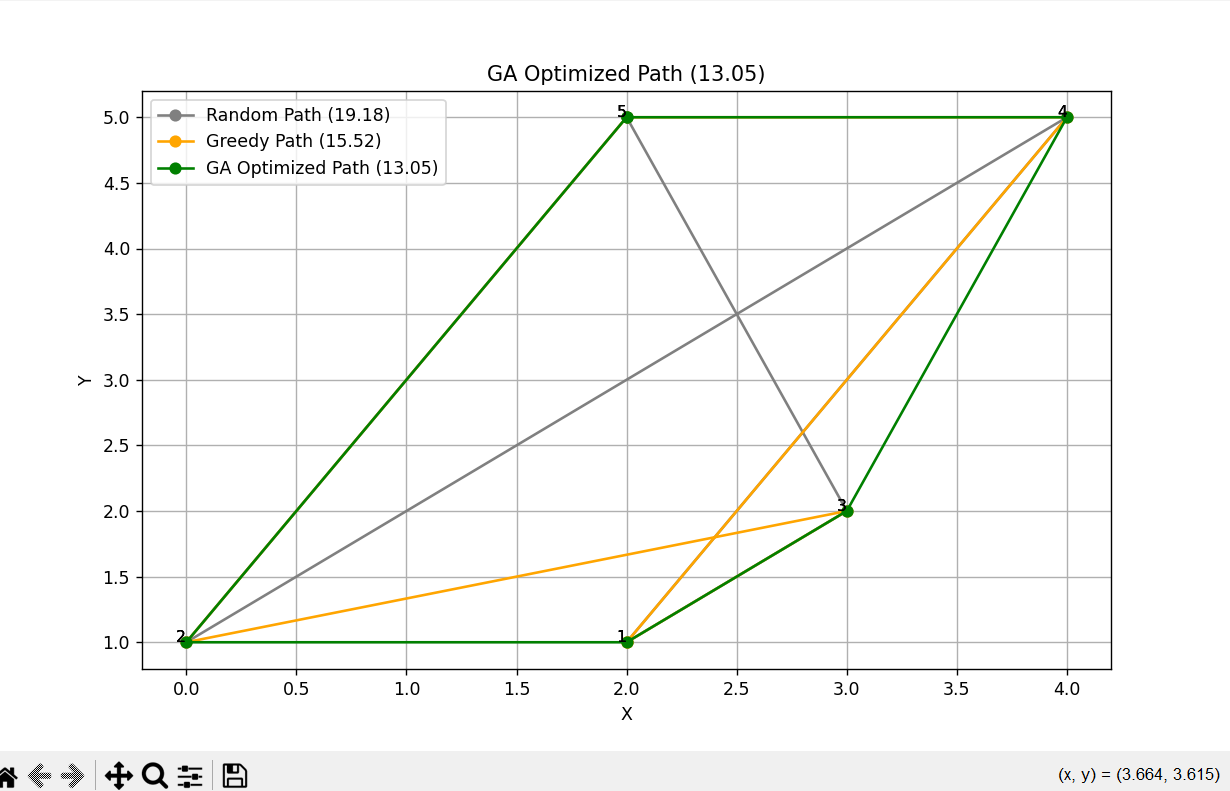 GA Optimized Path (13.05)
Random Path (19.18)
Greedy Path (15.52)
GA Optimized Path (13.05)
5
4
3
2
1
Y
5.0
4.5
4.0
3.5
3.0
2.5
2.0
1.5
1.0
0.0 0.5 1.0 1.5 2.0 2.5 3.0 3.5 4.0
X
(x, y) = (3.664, 3.615)